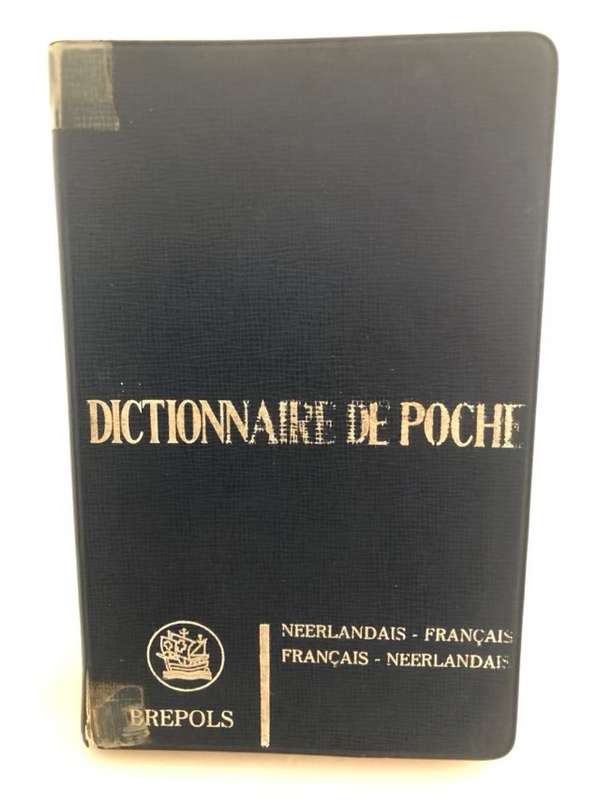 DICTIONNAIRE DE POCHE
NEERLANDAIS - FRANÇAIS
FRANÇAIS - NEERLANDAIS
BREPOLS